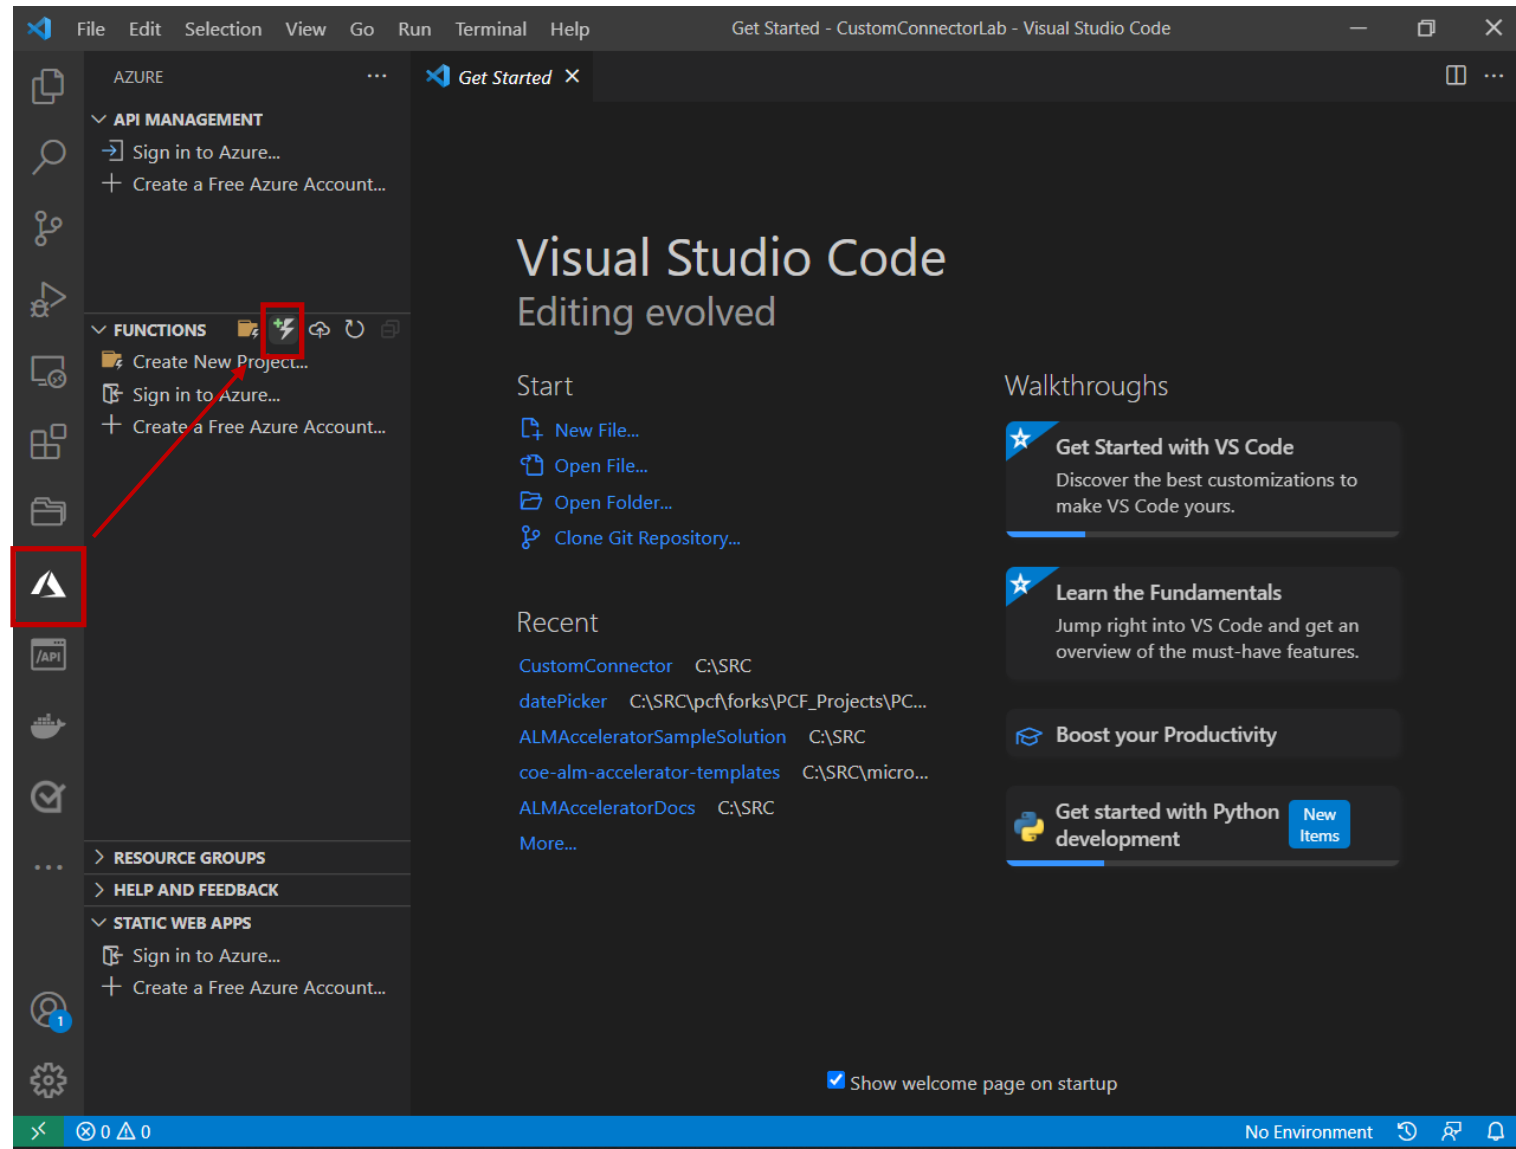 File Edit Selection View Go Run Terminal Help Get Started - CustomConnectorLab - Visual Studio Code
AZURE
Get Started
API MANAGEMENT
Sign in to Azure...
Create a Free Azure Account...
FUNCTIONS
Create New Project...
Sign in to Azure...
Create a Free Azure Account...
/API
RESOURCE GROUPS
HELP AND FEEDBACK
STATIC WEB APPS
Sign in to Azure...
Create a Free Azure Account...
1
Visual Studio Code
Editing evolved
Start
New File...
Open File...
Open Folder...
Clone Git Repository...
Recent
CustomConnector C:\SRC
datePicker C:\SRC\pcf\forks\PCF_Projects\PC...
ALMAcceleratorSampleSolution C:\SRC
coe-alm-accelerator-templates C:\SRC\micro...
ALMAcceleratorDocs C:\SRC
More...
Walkthroughs
Get Started with VS Code
Discover the best customizations to
make VS Code yours.
Learn the Fundamentals
Jump right into VS Code and get an
overview of the must-have features.
Boost your Productivity
Get started with Python
development
New
Items
Show welcome page on startup
0 0
No Environment